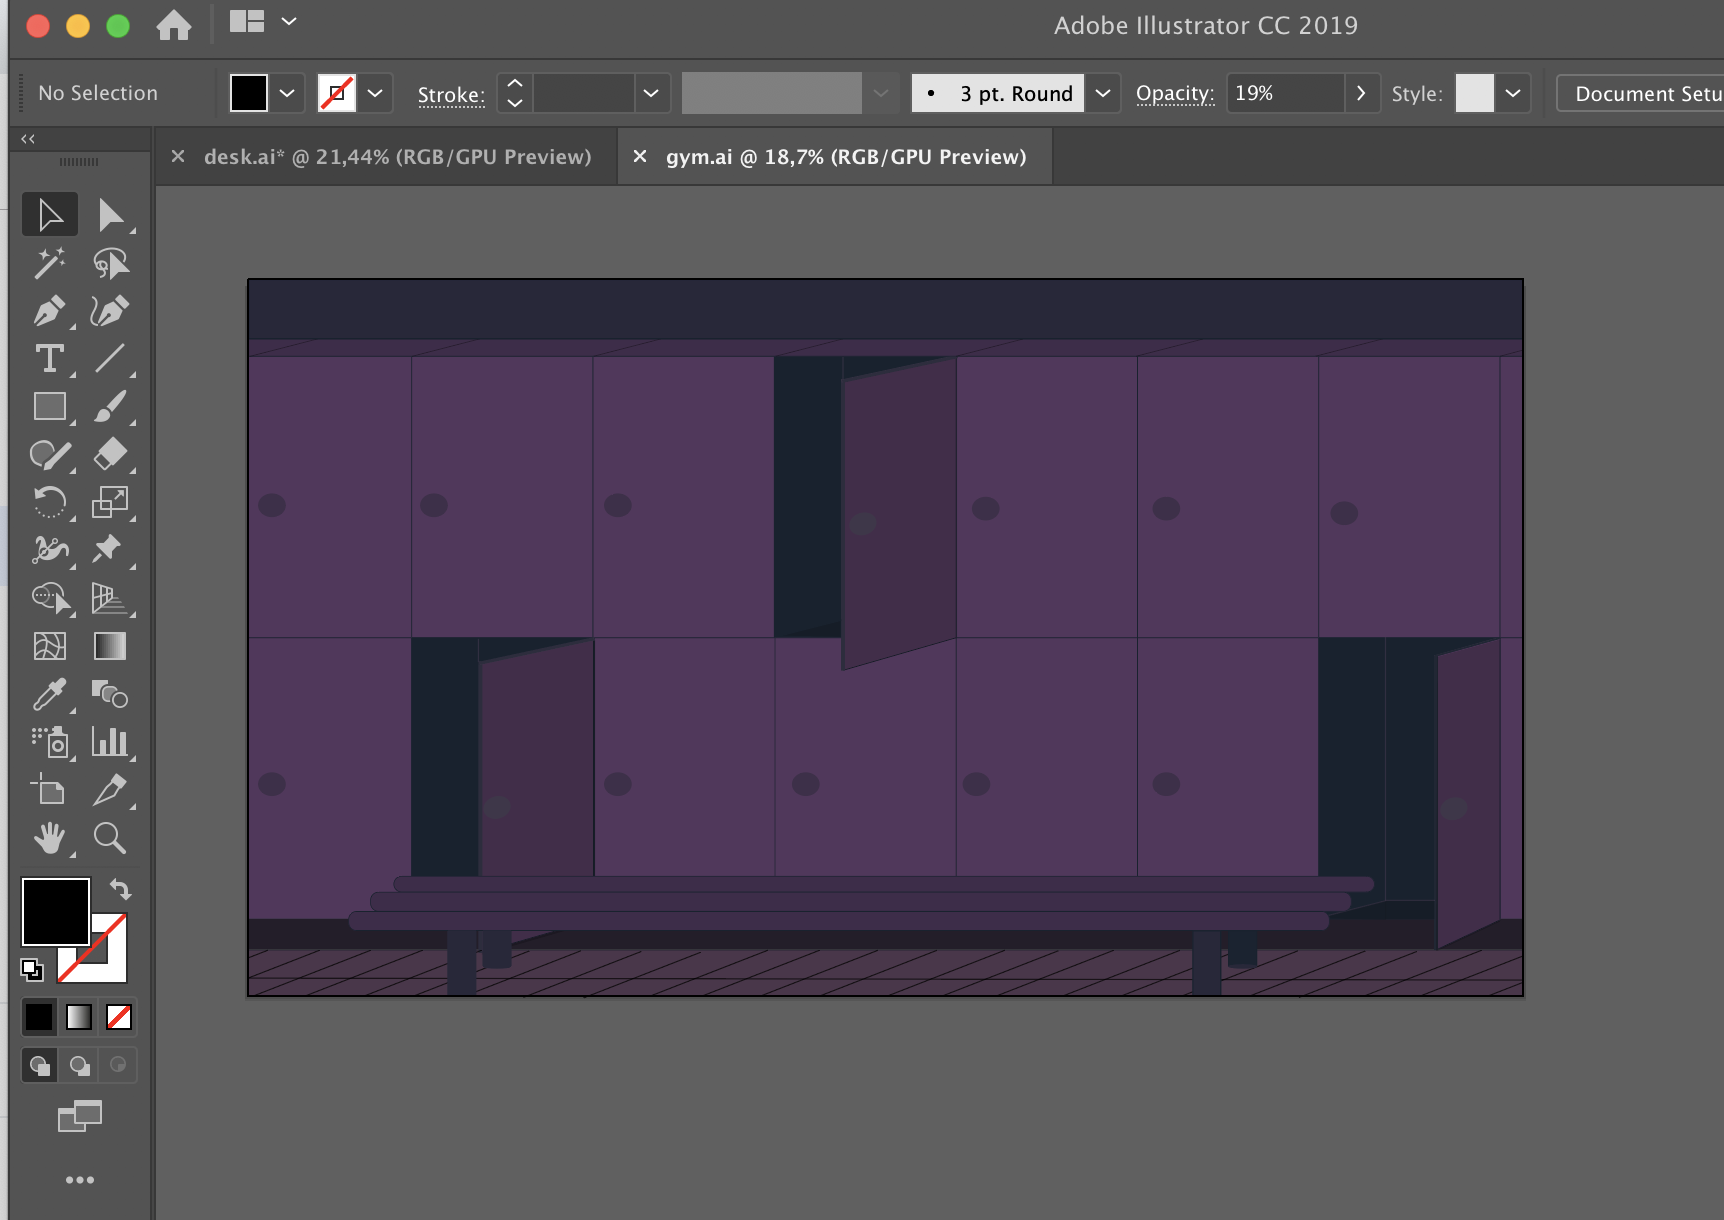 Adobe Illustrator CC 2019
No Selection
Stroke:
3 pt. Round
Opacity:
19%
Style:
Document Setu
desk.ai* @ 21,44% (RGB/GPU Preview)
gym.ai @ 18,7% (RGB/GPU Preview)